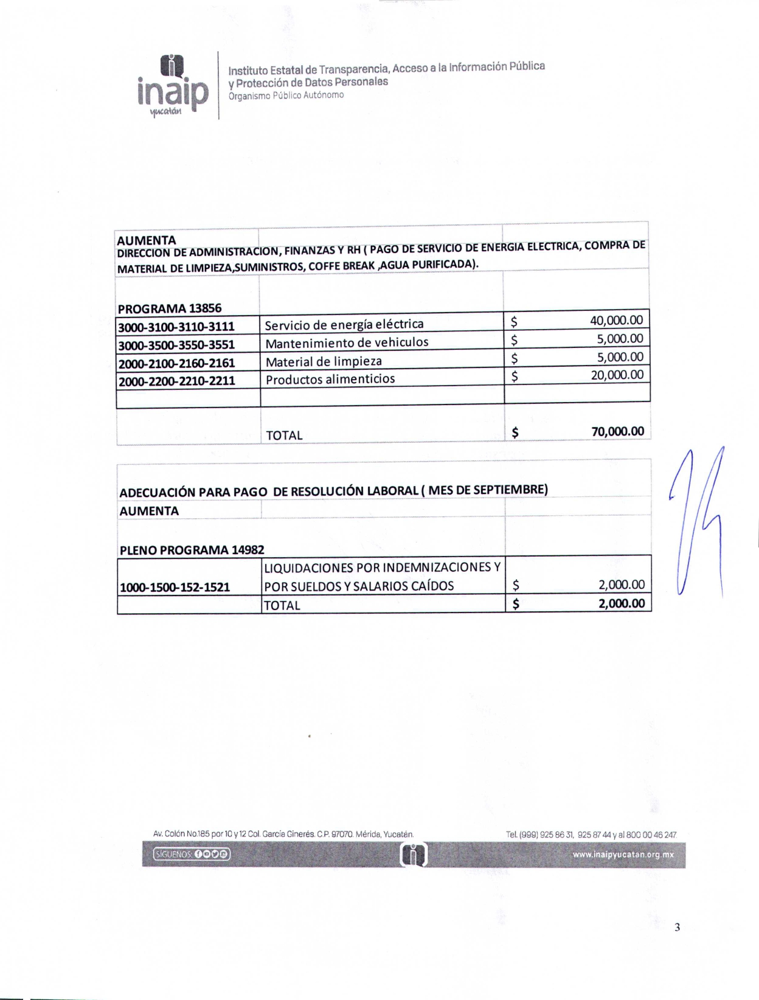 inaip
yucatán
Instituto Estatal de Transparencia, Acceso a la Información Pública
y Protección de Datos Personales
Organismo Público Autónomo
AUMENTA
DIRECCION DE ADMINISTRACION, FINANZAS Y RH ( PAGO DE SERVICIO DE ENERGIA ELECTRICA, COMPRA DE
MATERIAL DE LIMPIEZA,SUMINISTROS, COFFE BREAK ,AGUA PURIFICADA).
PROGRAMA 13856
3000-3100-3110-3111 Servicio de energía eléctrica $ 40,000.00
3000-3500-3550-3551 Mantenimiento de vehiculos $ 5,000.00
2000-2100-2160-2161 Material de limpieza $ 5,000.00
2000-2200-2210-2211 Productos alimenticios $ 20,000.00
TOTAL $ 70,000.00
ADECUACIÓN PARA PAGO DE RESOLUCIÓN LABORAL ( MES DE SEPTIEMBRE)
AUMENTA
PLENO PROGRAMA 14982
LIQUIDACIONES POR INDEMNIZACIONES Y
1000-1500-152-1521 POR SUELDOS Y SALARIOS CAÍDOS $ 2,000.00
TOTAL $ 2,000.00
Av. Colón No.185 por 10 y 12 Col. García Ginerés. C.P. 97070. Mérida, Yucatán. Tel. (999) 925 86 31, 925 87 44 y al 800 00 46 247.
SÍGUENOS: www.inaipyucatan.org.mx
3